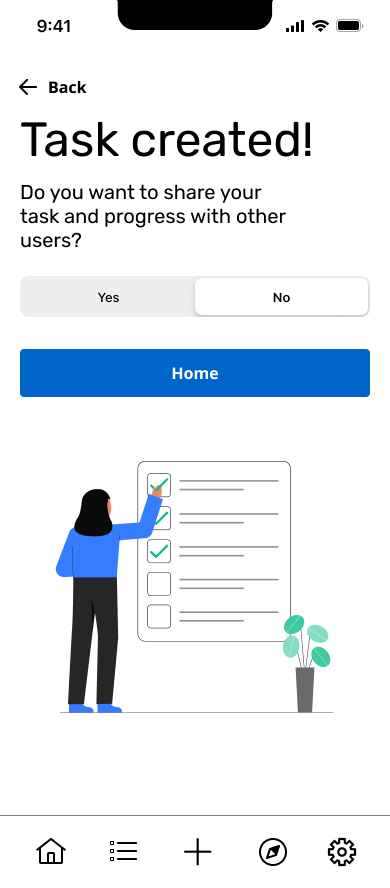 9:41
Back
Task created!
Do you want to share your
task and progress with other
users?
Yes
No
Home